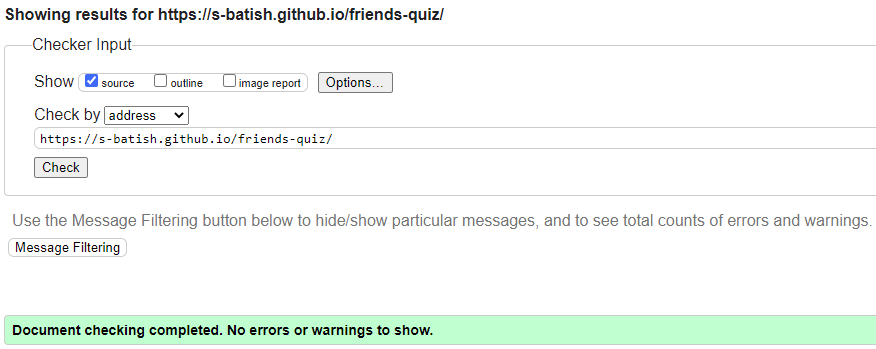 Showing results for https://s-batish.github.io/friends-quiz/
Checker Input
Show source outline image report Options...
Check by address
https://s-batish.github.io/friends-quiz/
Check
Use the Message Filtering button below to hide/show particular messages, and to see total counts of errors and warnings.
Message Filtering
Document checking completed. No errors or warnings to show.